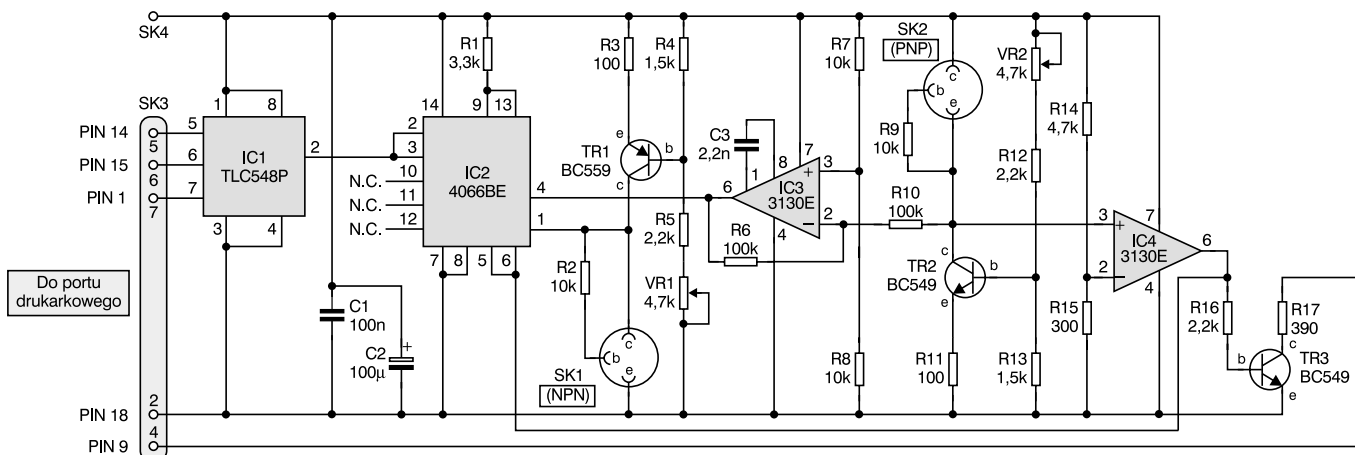 SK4
SK3
PIN 14
PIN 15
PIN 1
5
6
7
5
6
7
1
8
IC1
TLC548P
2
3
4
Do portu
drukarkowego
PIN 18
2
4
PIN 9
C1
100n
C2
100µ
+
R1
3,3k
14
9
13
2
3
N.C.
10
N.C.
11
N.C.
12
IC2
4066BE
4
1
7
8
5
6
R2
10k
R3
100
R4
1,5k
e
b
c
TR1
BC559
R5
2,2k
VR1
4,7k
c
b
e
SK1
(NPN)
C3
2,2n
6
1
8
7
3
+
IC3
3130E
2
−
4
R6
100k
R7
10k
R8
10k
SK2
(PNP)
c
b
e
R9
10k
R10
100k
c
TR2
BC549
b
e
R11
100
VR2
4,7k
R12
2,2k
R13
1,5k
R14
4,7k
R15
300
3
+
7
IC4
3130E
6
2
−
4
R16
2,2k
R17
390
c
b
TR3
BC549
e